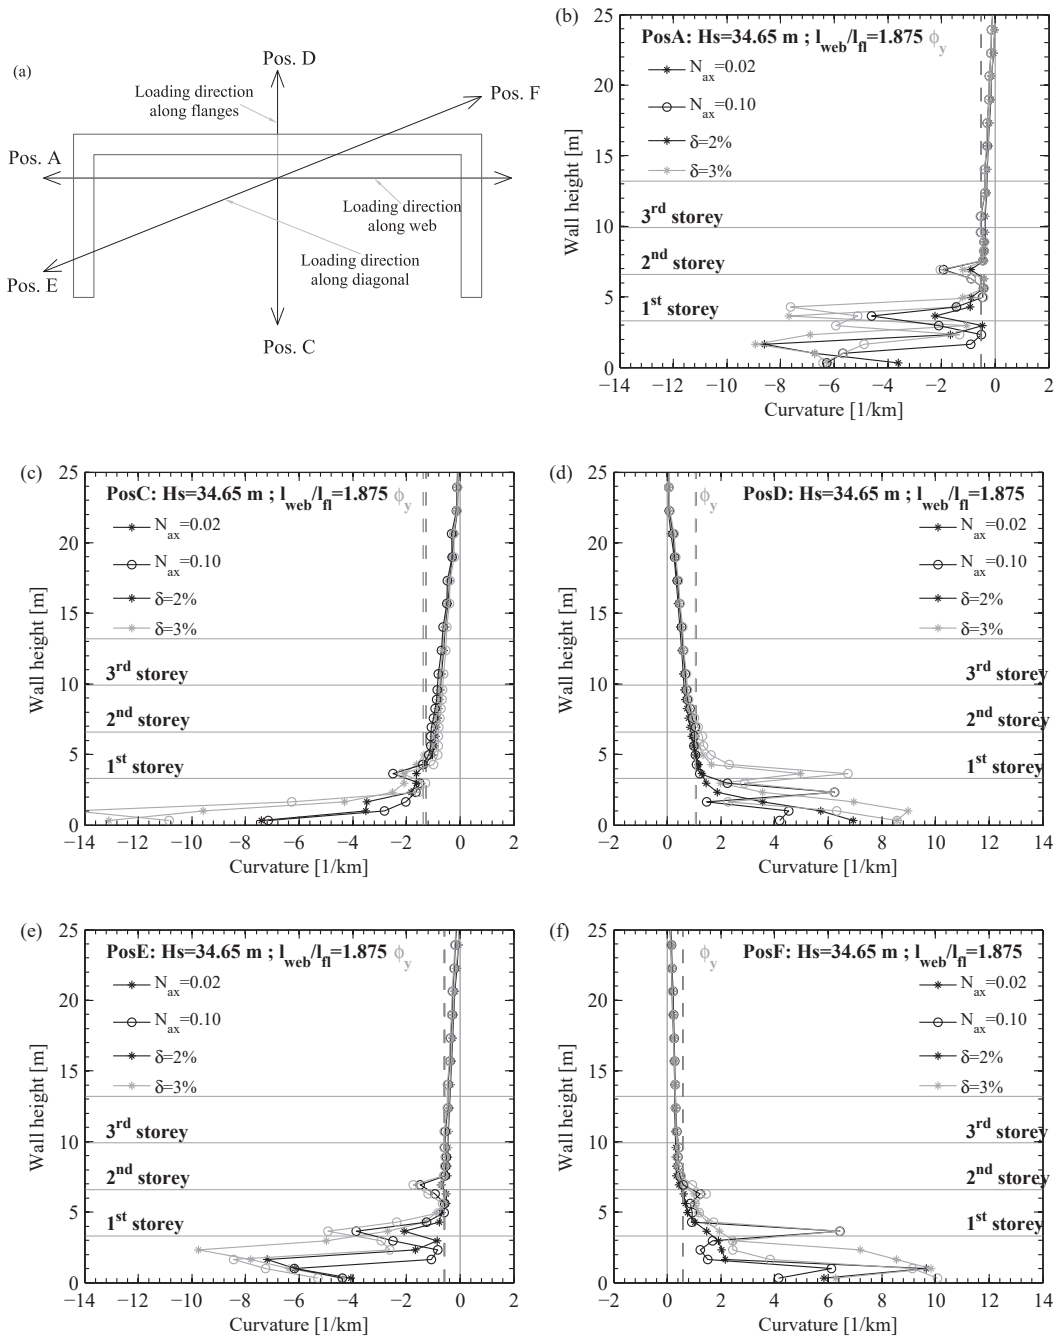 (a)
Pos. D
Loading direction
along flanges
Pos. F
Pos. A
Loading direction
along web
Loading direction
along diagonal
Pos. E
Pos. C
(b)
PosA: Hs=34.65 m ; l_web/l_fl=1.875 ϕ_y
N_ax=0.02
N_ax=0.10
δ=2%
δ=3%
3rd storey
2nd storey
1st storey
25
20
15
10
5
0
Wall height [m]
−14 −12 −10 −8 −6 −4 −2 0 2
Curvature [1/km]
(c)
PosC: Hs=34.65 m ; l_web/l_fl=1.875 ϕ_y
N_ax=0.02
N_ax=0.10
δ=2%
δ=3%
3rd storey
2nd storey
1st storey
25
20
15
10
5
0
Wall height [m]
−14 −12 −10 −8 −6 −4 −2 0 2
Curvature [1/km]
(d)
ϕ_y PosD: Hs=34.65 m ; l_web/l_fl=1.875
N_ax=0.02
N_ax=0.10
δ=2%
δ=3%
3rd storey
2nd storey
1st storey
25
20
15
10
5
0
Wall height [m]
−2 0 2 4 6 8 10 12 14
Curvature [1/km]
(e)
PosE: Hs=34.65 m ; l_web/l_fl=1.875 ϕ_y
N_ax=0.02
N_ax=0.10
δ=2%
δ=3%
3rd storey
2nd storey
1st storey
25
20
15
10
5
0
Wall height [m]
−14 −12 −10 −8 −6 −4 −2 0 2
Curvature [1/km]
(f)
ϕ_y PosF: Hs=34.65 m ; l_web/l_fl=1.875
N_ax=0.02
N_ax=0.10
δ=2%
δ=3%
3rd storey
2nd storey
1st storey
25
20
15
10
5
0
Wall height [m]
−2 0 2 4 6 8 10 12 14
Curvature [1/km]